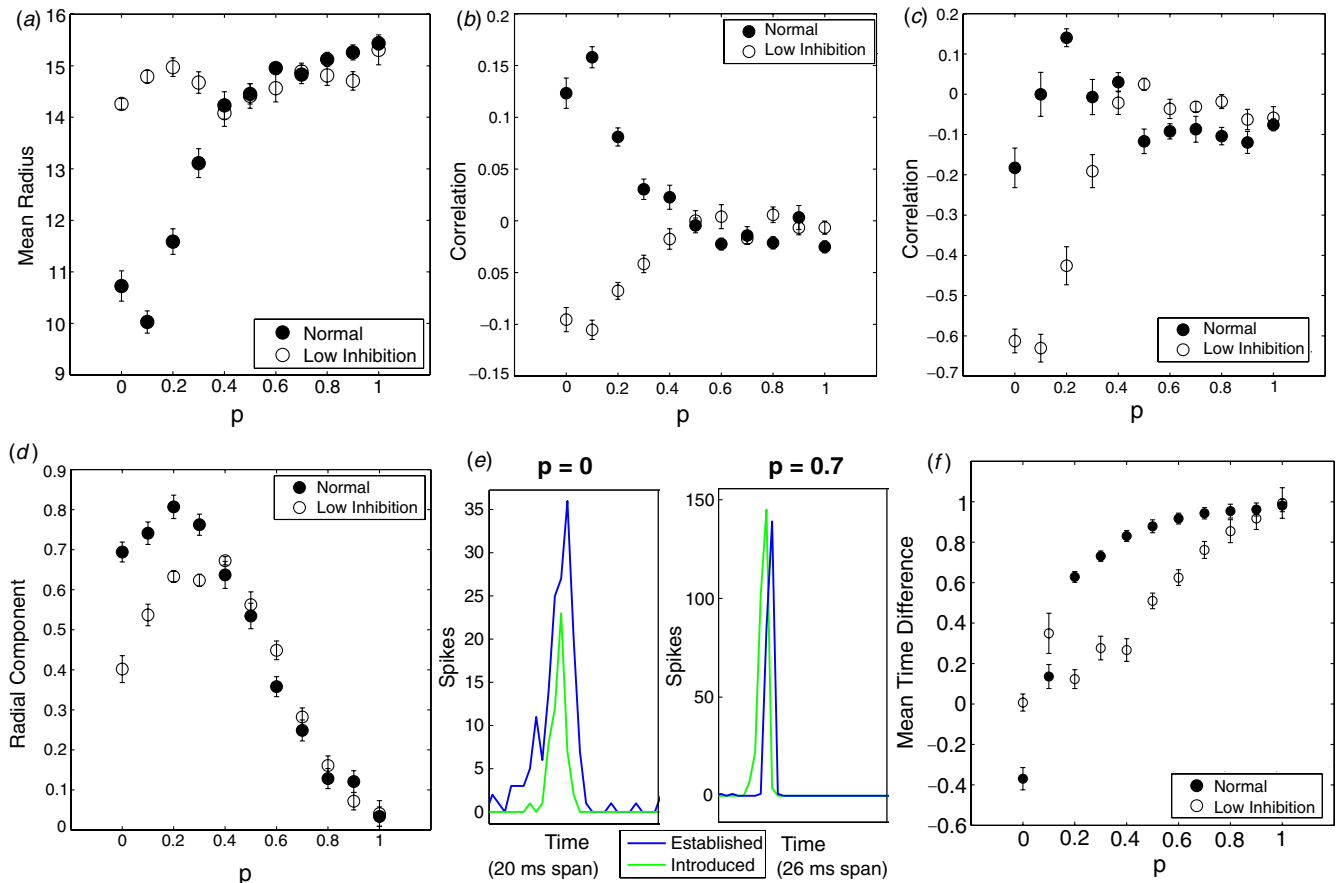 (a)
16
15
14
13
12
11
10
9
Mean Radius
0 0.2 0.4 0.6 0.8 1
p
Normal
Low Inhibition
(b)
0.2
0.15
0.1
0.05
0
0.05
−0.1
−0.15
Correlation
0 0.2 0.4 0.6 0.8 1
p
Normal
Low Inhibition
(c)
0.2
0.1
0
−0.1
−0.2
−0.3
−0.4
−0.5
−0.6
−0.7
Correlation
0 0.2 0.4 0.6 0.8 1
p
Normal
Low Inhibition
(d)
0.9
0.8
0.7
0.6
0.5
0.4
0.3
0.2
0.1
0
Radial Component
0 0.2 0.4 0.6 0.8 1
p
Normal
Low Inhibition
(e)
p = 0
35
30
25
20
15
10
5
0
Spikes
Time
(20 ms span)
p = 0.7
150
100
50
0
Spikes
Time
(26 ms span)
Established
Introduced
(f)
1
0.8
0.6
0.4
0.2
0
−0.2
−0.4
−0.6
Mean Time Difference
0 0.2 0.4 0.6 0.8 1
p
Normal
Low Inhibition